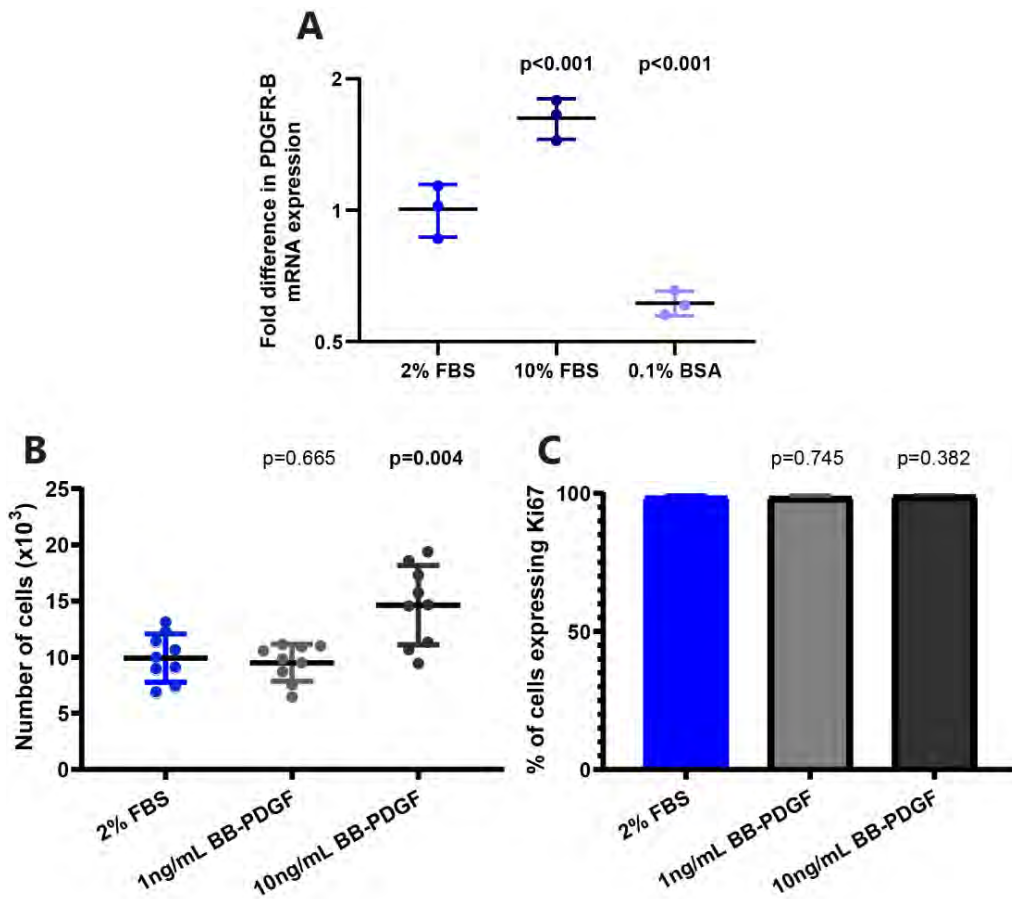 A
p<0.001 p<0.001
Fold difference in PDGFR-B
mRNA expression
2
1
0.5
2% FBS 10% FBS 0.1% BSA
B
p=0.665 p=0.004
Number of cells (x10³)
25
20
15
10
5
0
2% FBS
1ng/mL BB-PDGF
10ng/mL BB-PDGF
C
p=0.745 p=0.382
% of cells expressing Ki67
100
50
0
2% FBS
1ng/mL BB-PDGF
10ng/mL BB-PDGF